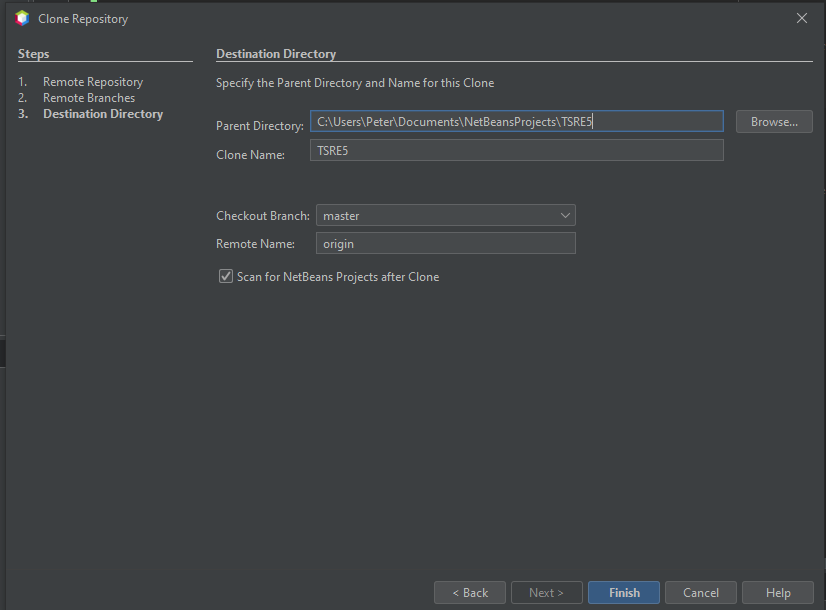 Clone Repository
Steps
1. Remote Repository
2. Remote Branches
3. Destination Directory
Destination Directory
Specify the Parent Directory and Name for this Clone
Parent Directory: C:\Users\Peter\Documents\NetBeansProjects\TSRE5 Browse...
Clone Name: TSRE5
Checkout Branch: master
Remote Name: origin
Scan for NetBeans Projects after Clone
< Back Next > Finish Cancel Help